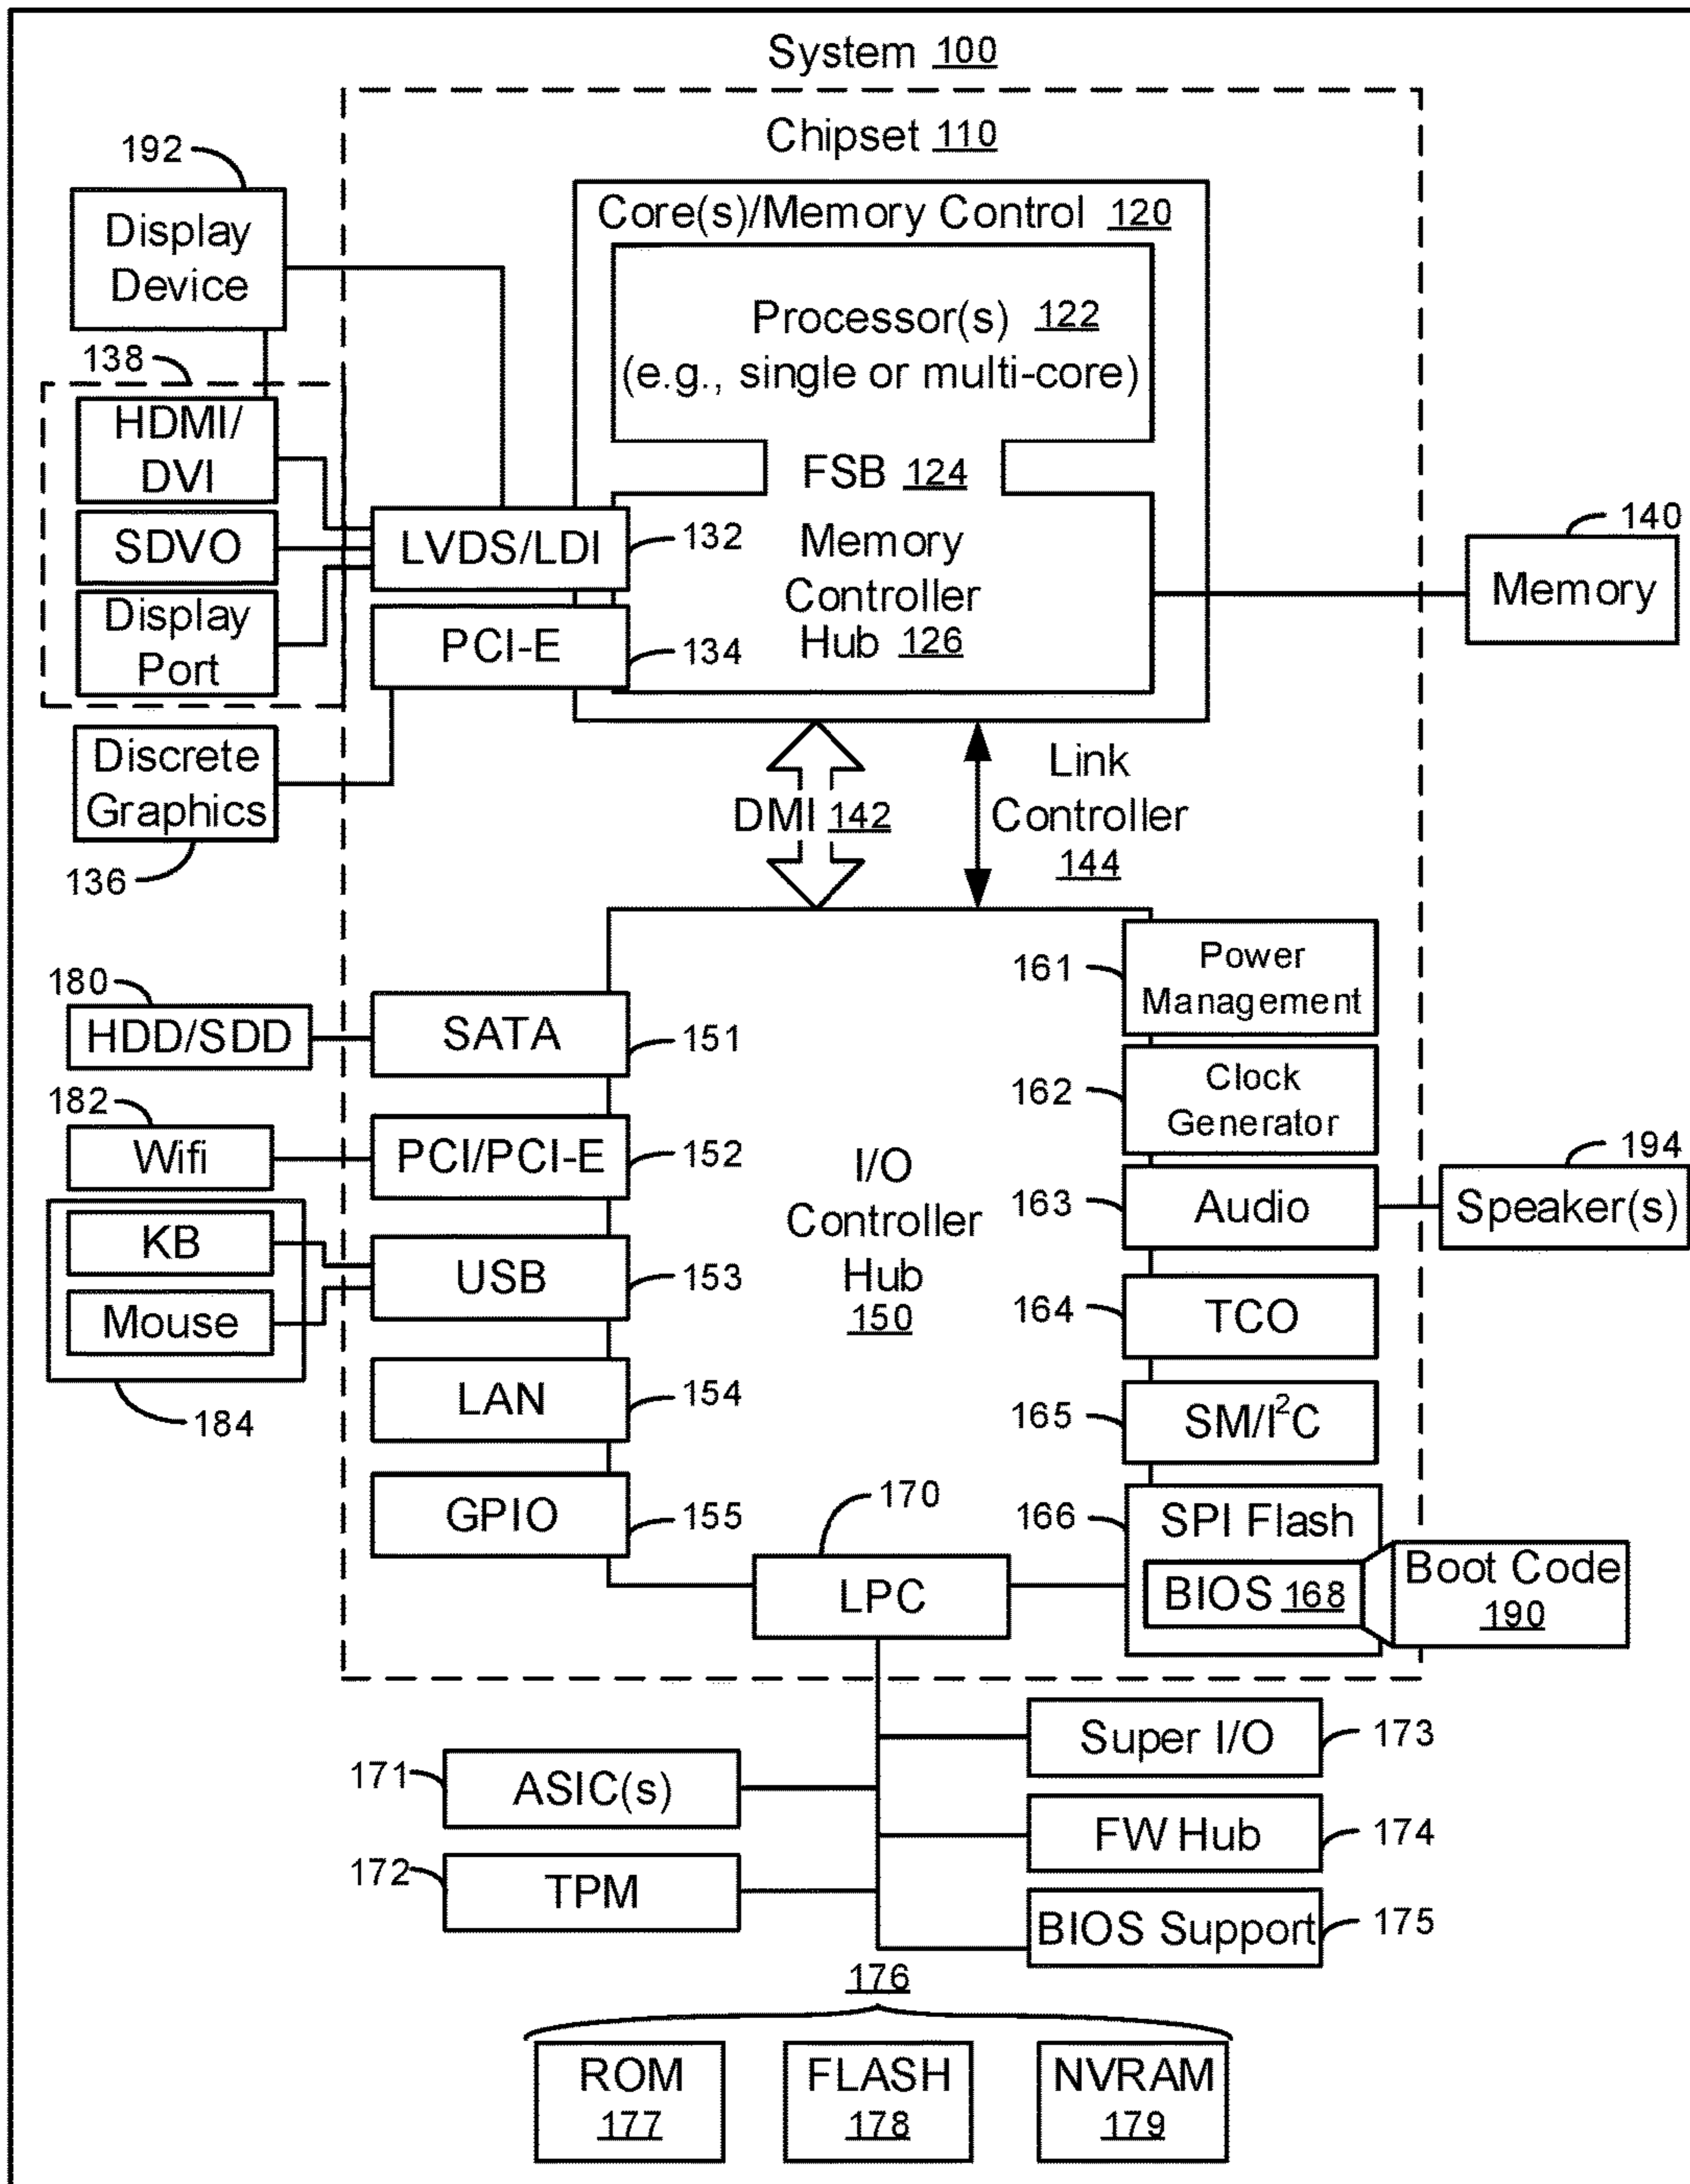 System 100
Chipset 110
192
Display
Device
Core(s)/Memory Control 120
Processor(s) 122
(e.g., single or multi-core)
138
HDMI/
DVI
SDVO
Display
Port
FSB 124
LVDS/LDI
132
PCI-E
134
Memory
Controller
Hub 126
140
Memory
Discrete
Graphics
136
DMI 142
Link
Controller
144
180
HDD/SDD
SATA
151
182
Wifi
PCI/PCI-E
152
KB
Mouse
184
USB
153
LAN
154
GPIO
155
I/O
Controller
Hub
150
161
Power
Management
162
Clock
Generator
163
Audio
194
Speaker(s)
164
TCO
165
SM/I²C
166
SPI Flash
BIOS 168
Boot Code
190
170
LPC
171
ASIC(s)
172
TPM
Super I/O
173
FW Hub
174
BIOS Support
175
176
ROM
177
FLASH
178
NVRAM
179